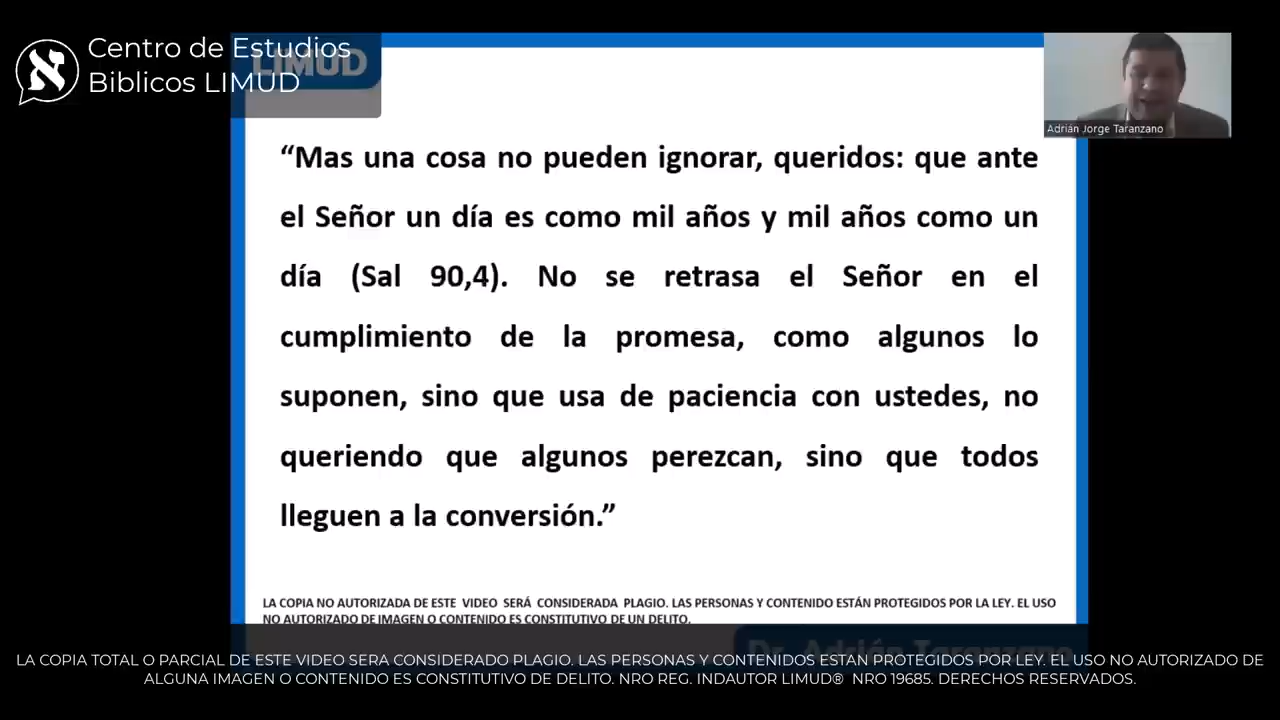 Centro de Estudios
Biblicos LIMUD
LIMUD
Adrián Jorge Taranzano
“Mas una cosa no pueden ignorar, queridos: que ante
el Señor un día es como mil años y mil años como un
día (Sal 90,4). No se retrasa el Señor en el
cumplimiento de la promesa, como algunos lo
suponen, sino que usa de paciencia con ustedes, no
queriendo que algunos perezcan, sino que todos
lleguen a la conversión.”
LA COPIA NO AUTORIZADA DE ESTE VIDEO SERÁ CONSIDERADA PLAGIO. LAS PERSONAS Y CONTENIDO ESTÁN PROTEGIDOS POR LA LEY. EL USO
NO AUTORIZADO DE IMAGEN O CONTENIDO ES CONSTITUTIVO DE UN DELITO.
Dr. Adrián Taranzano
LA COPIA TOTAL O PARCIAL DE ESTE VIDEO SERA CONSIDERADO PLAGIO. LAS PERSONAS Y CONTENIDOS ESTAN PROTEGIDOS POR LEY. EL USO NO AUTORIZADO DE
ALGUNA IMAGEN O CONTENIDO ES CONSTITUTIVO DE DELITO. NRO REG. INDAUTOR LIMUD® NRO 19685. DERECHOS RESERVADOS.